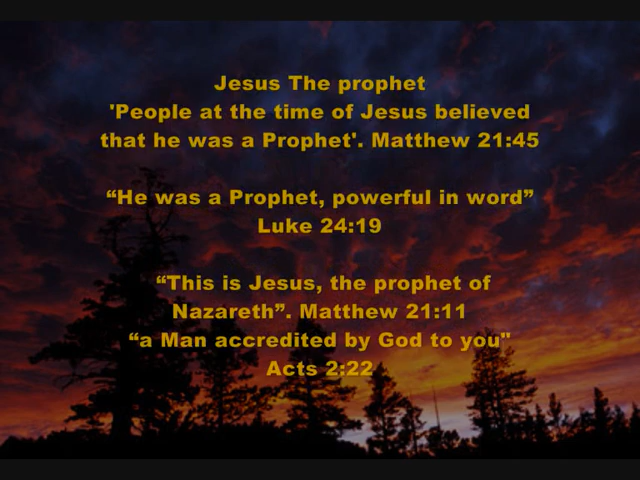 Jesus The prophet
'People at the time of Jesus believed
that he was a Prophet'. Matthew 21:45
“He was a Prophet, powerful in word”
Luke 24:19
“This is Jesus, the prophet of
Nazareth”. Matthew 21:11
“a Man accredited by God to you"
Acts 2:22